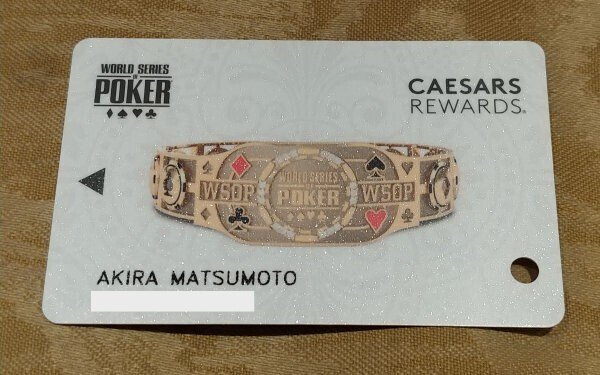 WORLD SERIES
OF
POKER
CAESARS
REWARDS®
WORLD SERIES
OF
WSOP POKER WSOP
AKIRA MATSUMOTO